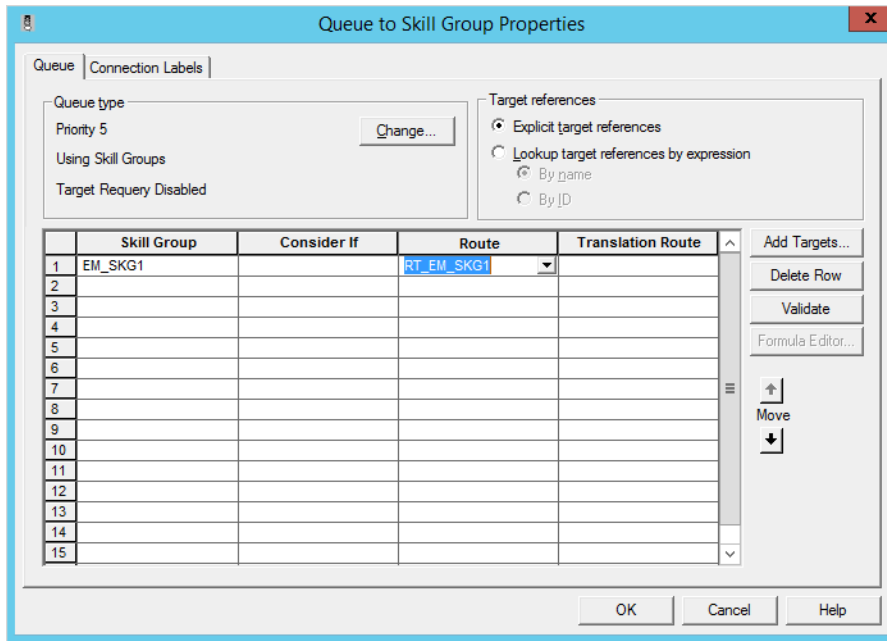 Queue to Skill Group Properties
x
Queue
Connection Labels
Queue type
Priority 5
Change...
Using Skill Groups
Target Requery Disabled
Target references
Explicit target references
Lookup target references by expression
By name
By ID
Skill Group Consider If Route Translation Route
1 EM_SKG1 RT_EM_SKG1
2
3
4
5
6
7
8
9
10
11
12
13
14
15
Add Targets...
Delete Row
Validate
Formula Editor...
Move
OK Cancel Help